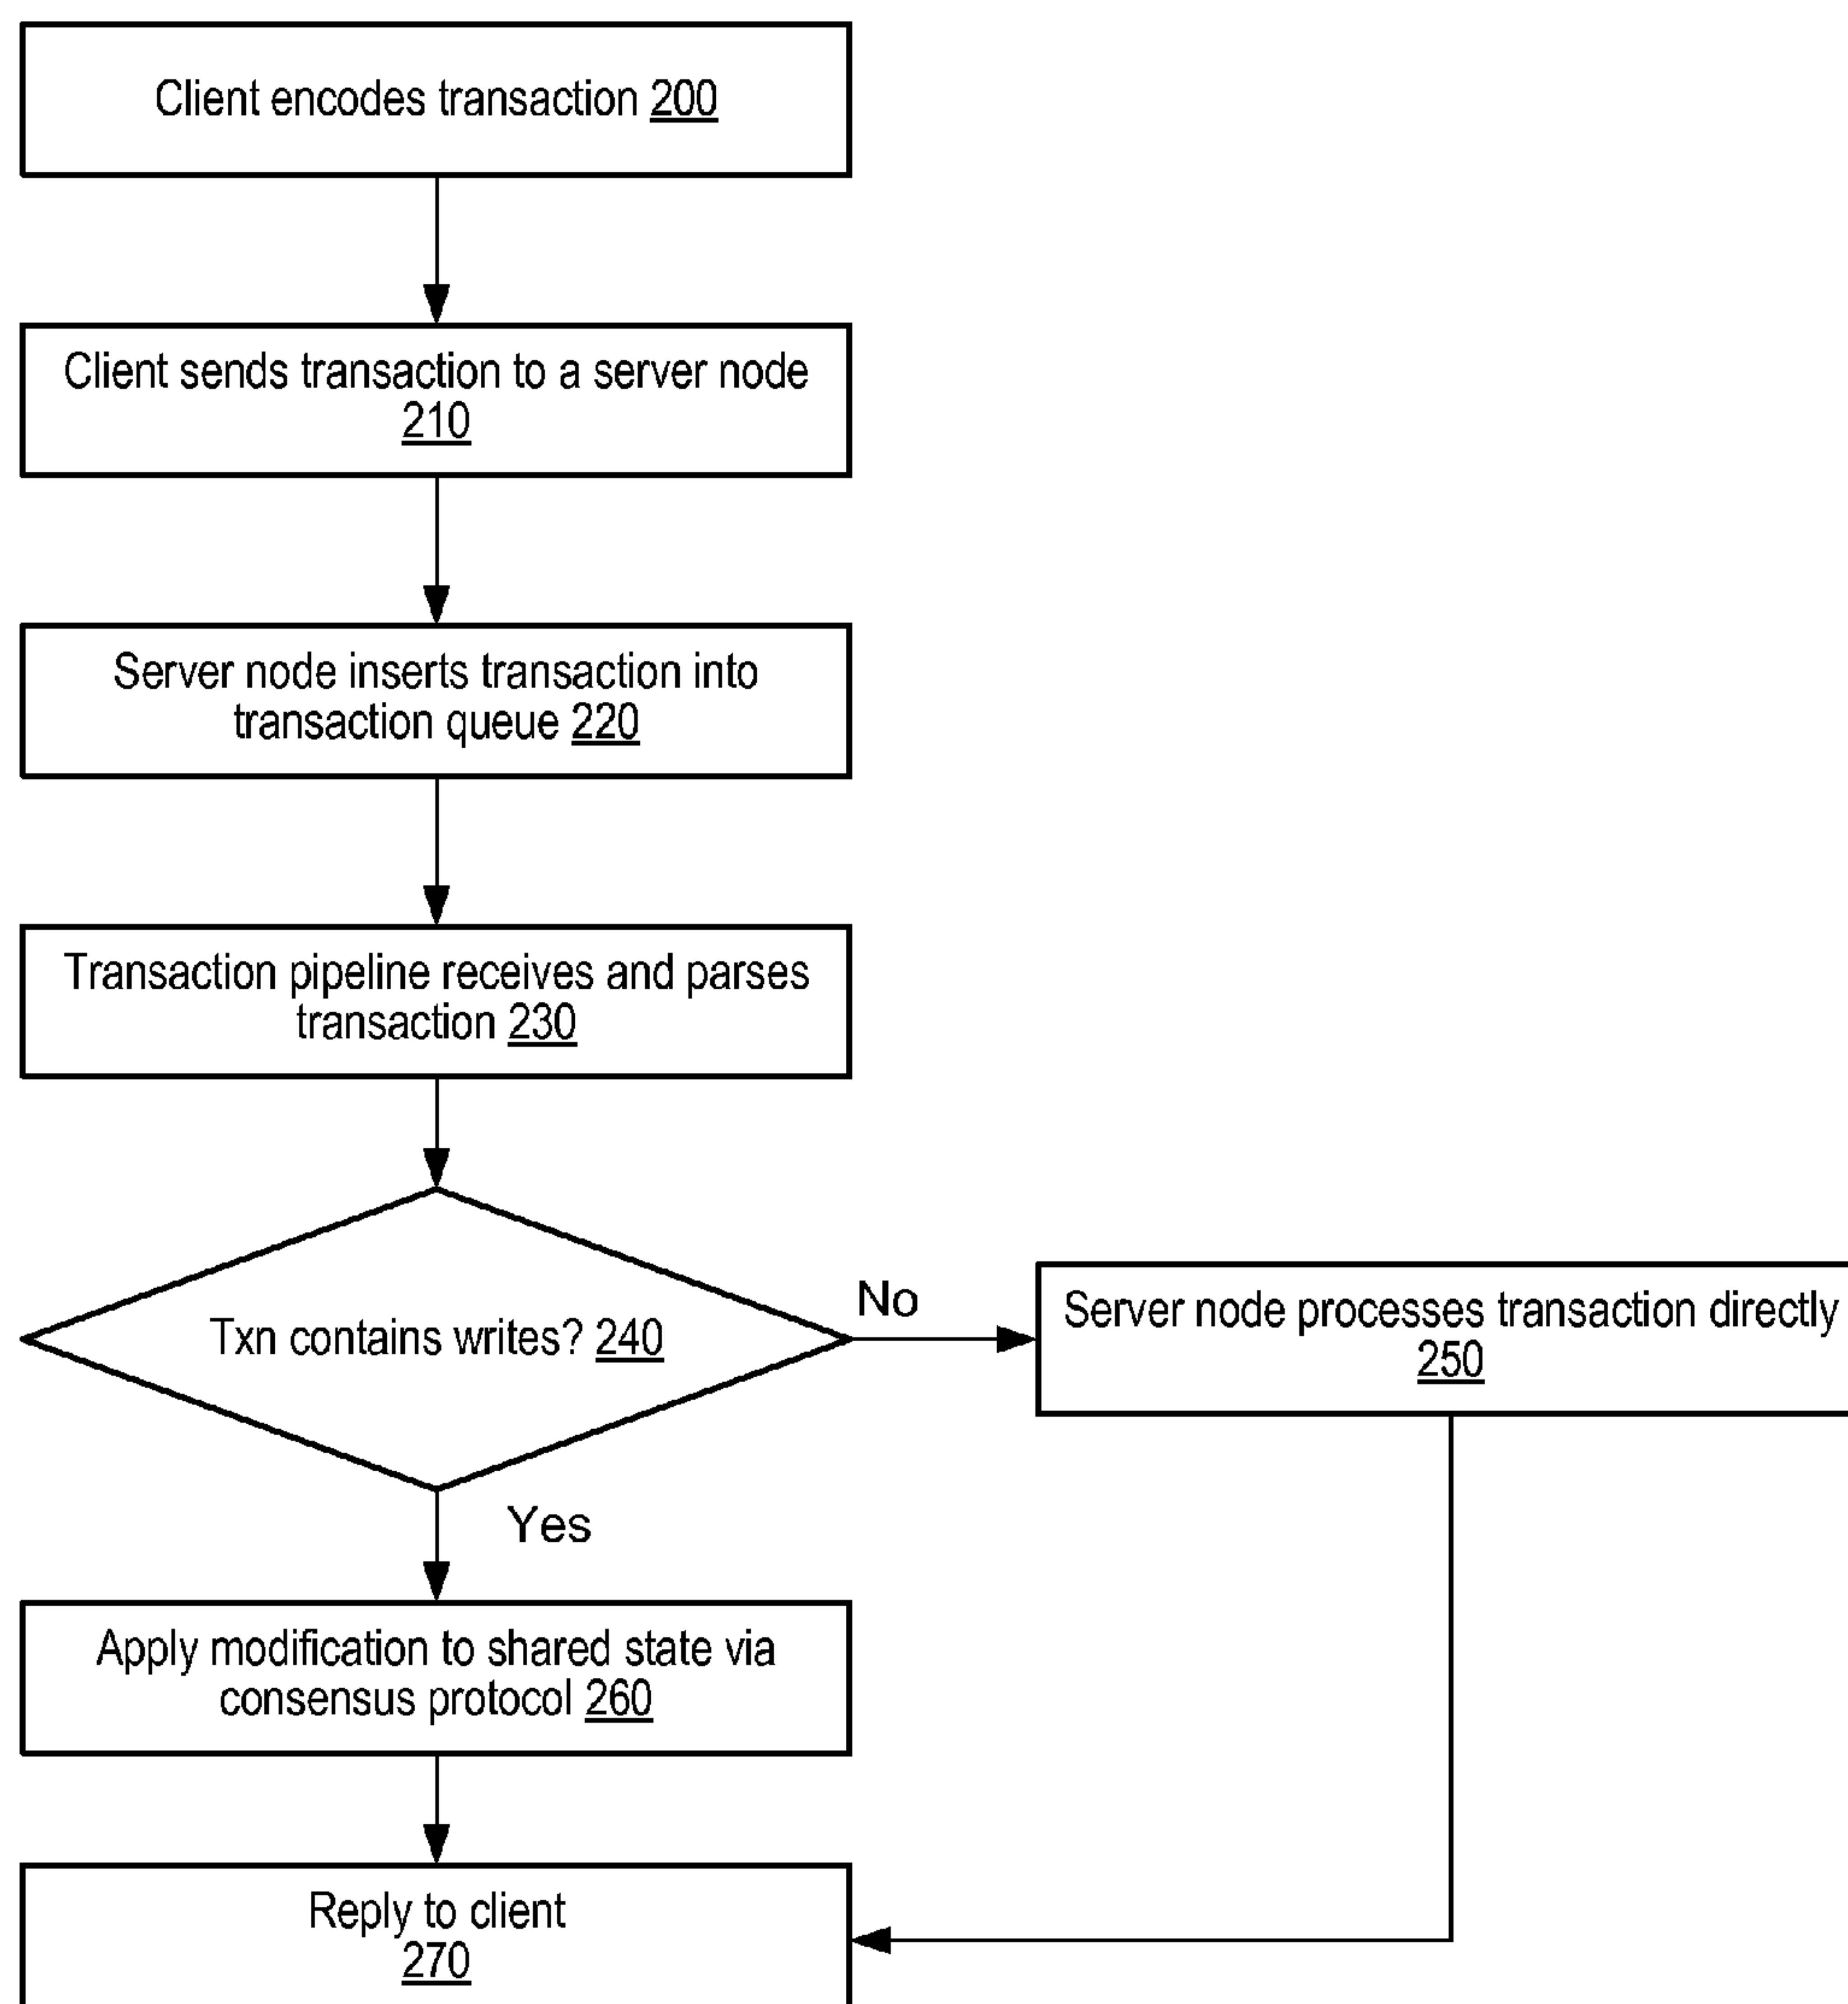 Client encodes transaction 200
Client sends transaction to a server node
210
Server node inserts transaction into
transaction queue 220
Transaction pipeline receives and parses
transaction 230
Txn contains writes? 240
No
Server node processes transaction directly
250
Yes
Apply modification to shared state via
consensus protocol 260
Reply to client
270